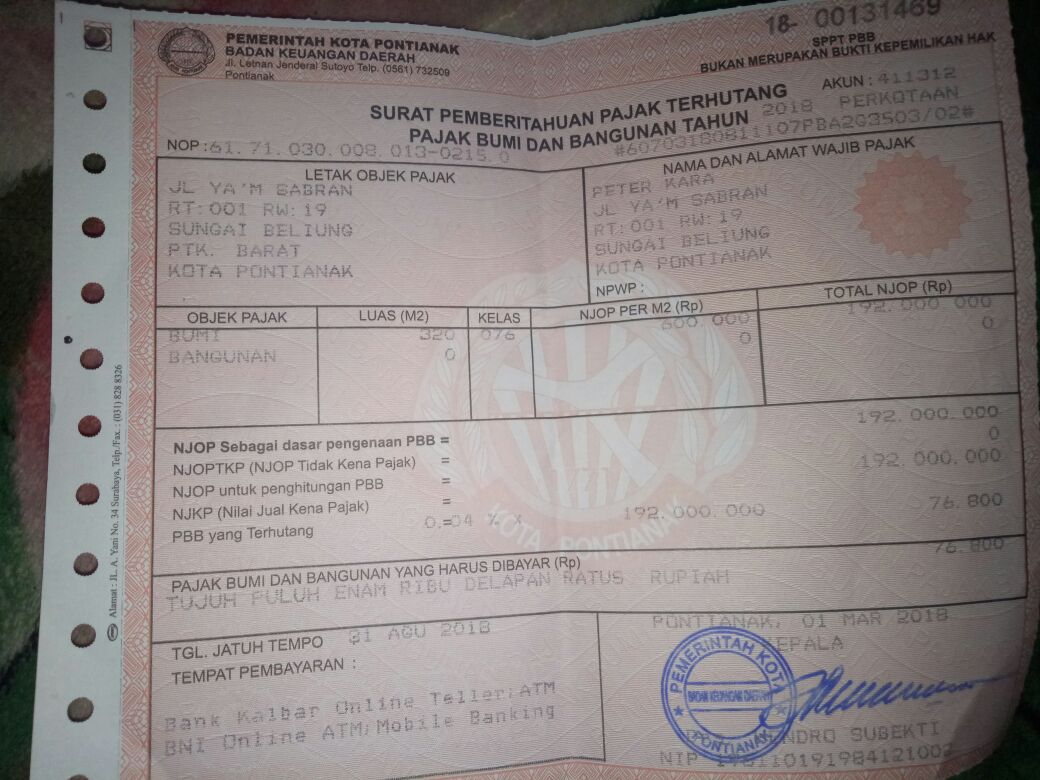 18- 00131469
PEMERINTAH KOTA PONTIANAK
BADAN KEUANGAN DAERAH
Jl. Letnan Jenderal Sutoyo Telp. (0561) 732509
Pontianak
SPPT PBB
BUKAN MERUPAKAN BUKTI KEPEMILIKAN HAK
AKUN : 411312
SURAT PEMBERITAHUAN PAJAK TERHUTANG
PAJAK BUMI DAN BANGUNAN TAHUN 2018 PERKOTAAN
NOP : 61.71.030.008.013-0215.0
#60703180811107PBA2G3503/02#
LETAK OBJEK PAJAK
JL YA'M SABRAN
RT:001 RW:19
SUNGAI BELIUNG
PTK. BARAT
KOTA PONTIANAK
NAMA DAN ALAMAT WAJIB PAJAK
PETER KARA
JL YA'M SABRAN
RT:001 RW:19
SUNGAI BELIUNG
KOTA PONTIANAK
NPWP :
OBJEK PAJAK LUAS (M2) KELAS NJOP PER M2 (Rp) TOTAL NJOP (Rp)
BUMI 320 076 600.000 192.000.000
BANGUNAN 0 0 0
NJOP Sebagai dasar pengenaan PBB = 192.000.000
NJOPTKP (NJOP Tidak Kena Pajak) = 0
NJOP untuk penghitungan PBB = 192.000.000
NJKP (Nilai Jual Kena Pajak) =
PBB yang Terhutang = 0.04 % 192.000.000 76.800
KOTA PONTIANAK
PAJAK BUMI DAN BANGUNAN YANG HARUS DIBAYAR (Rp) 76.800
TUJUH PULUH ENAM RIBU DELAPAN RATUS RUPIAH
TGL. JATUH TEMPO 31 AGU 2018
TEMPAT PEMBAYARAN :
Bank Kalbar Online Teller/ATM
BNI Online ATM/Mobile Banking
PONTIANAK, 01 MAR 2018
KEPALA
PEMERINTAH KOTA
BADAN KEUANGAN DAERAH
PONTIANAK
SUBEKTI
NIP
Alamat : JL. A. Yani No. 34 Surabaya, Telp./Fax. : (031) 828 8326